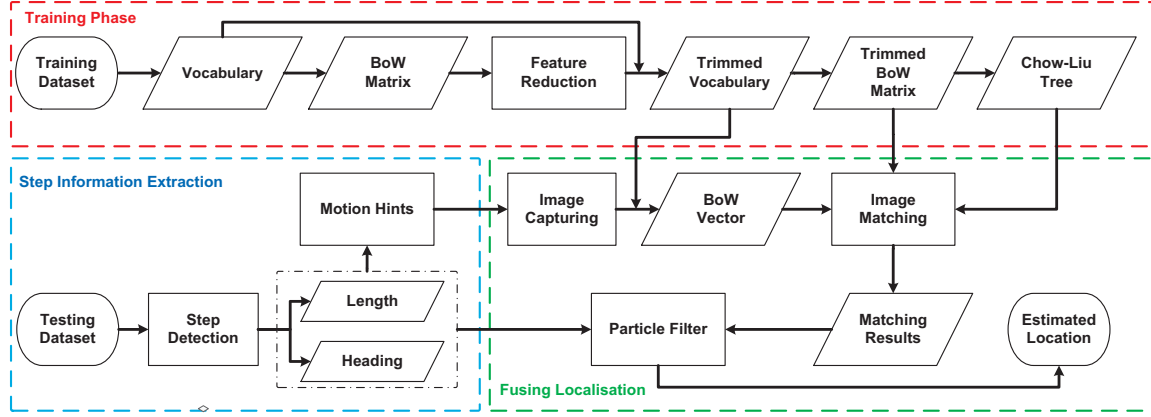 Training Phase
Training
Dataset
Vocabulary
BoW
Matrix
Feature
Reduction
Trimmed
Vocabulary
Trimmed
BoW
Matrix
Chow-Liu
Tree
Step Information Extraction
Motion Hints
Image
Capturing
BoW
Vector
Image
Matching
Testing
Dataset
Step
Detection
Length
Heading
Particle Filter
Matching
Results
Estimated
Location
Fusing Localisation